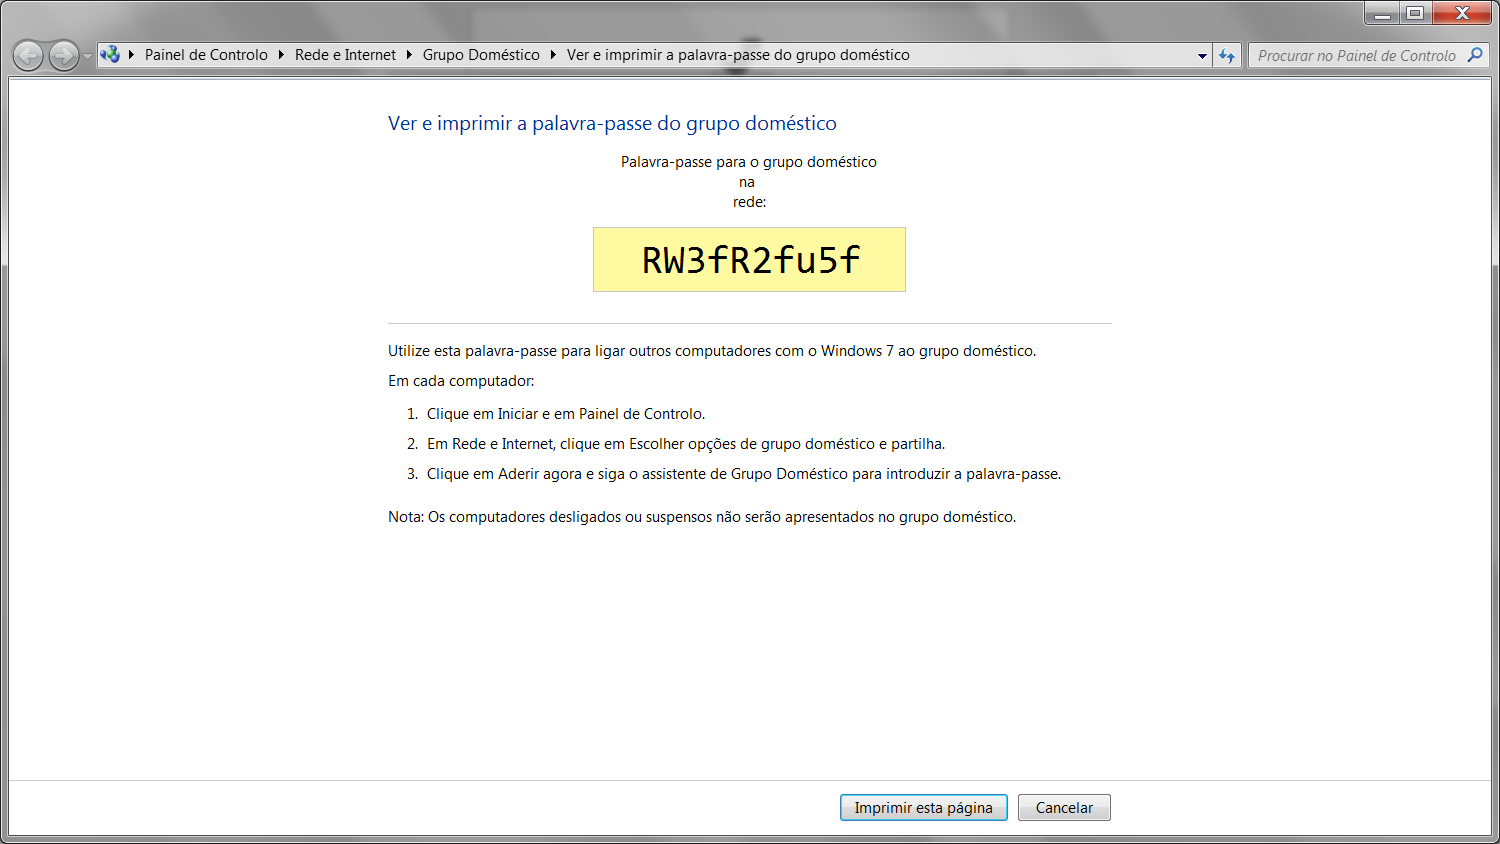 Painel de Controlo Rede e Internet Grupo Doméstico Ver e imprimir a palavra-passe do grupo doméstico Procurar no Painel de Controlo
Ver e imprimir a palavra-passe do grupo doméstico
Palavra-passe para o grupo doméstico
na
rede:
RW3fR2fu5f
Utilize esta palavra-passe para ligar outros computadores com o Windows 7 ao grupo doméstico.
Em cada computador:
1. Clique em Iniciar e em Painel de Controlo.
2. Em Rede e Internet, clique em Escolher opções de grupo doméstico e partilha.
3. Clique em Aderir agora e siga o assistente de Grupo Doméstico para introduzir a palavra-passe.
Nota: Os computadores desligados ou suspensos não serão apresentados no grupo doméstico.
Imprimir esta página Cancelar